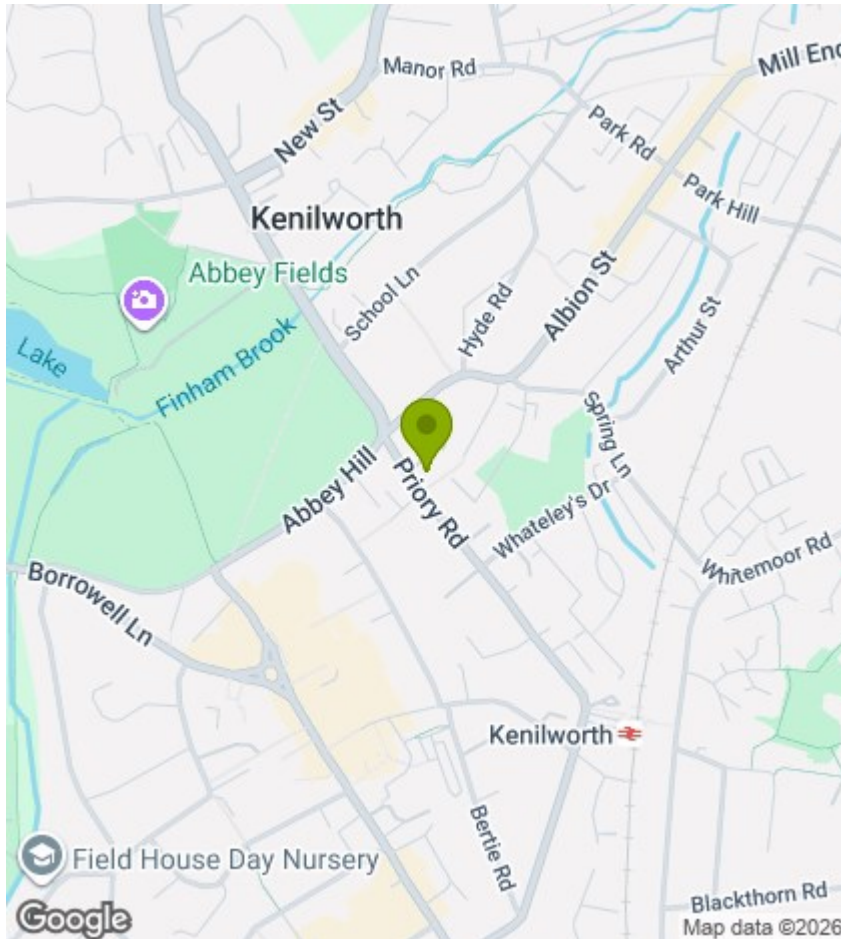 Mill End
Manor Rd
New St
Park Rd
Park Hill
Kenilworth
Abbey Fields
School Ln
Hyde Rd
Albion St
Arthur St
Lake
Finham Brook
Spring Ln
Abbey Hill
Priory Rd
Whateley's Dr
Whitemoor Rd
Borrowell Ln
Kenilworth
Bertie Rd
Field House Day Nursery
Blackthorn Rd
Google
Map data ©2026